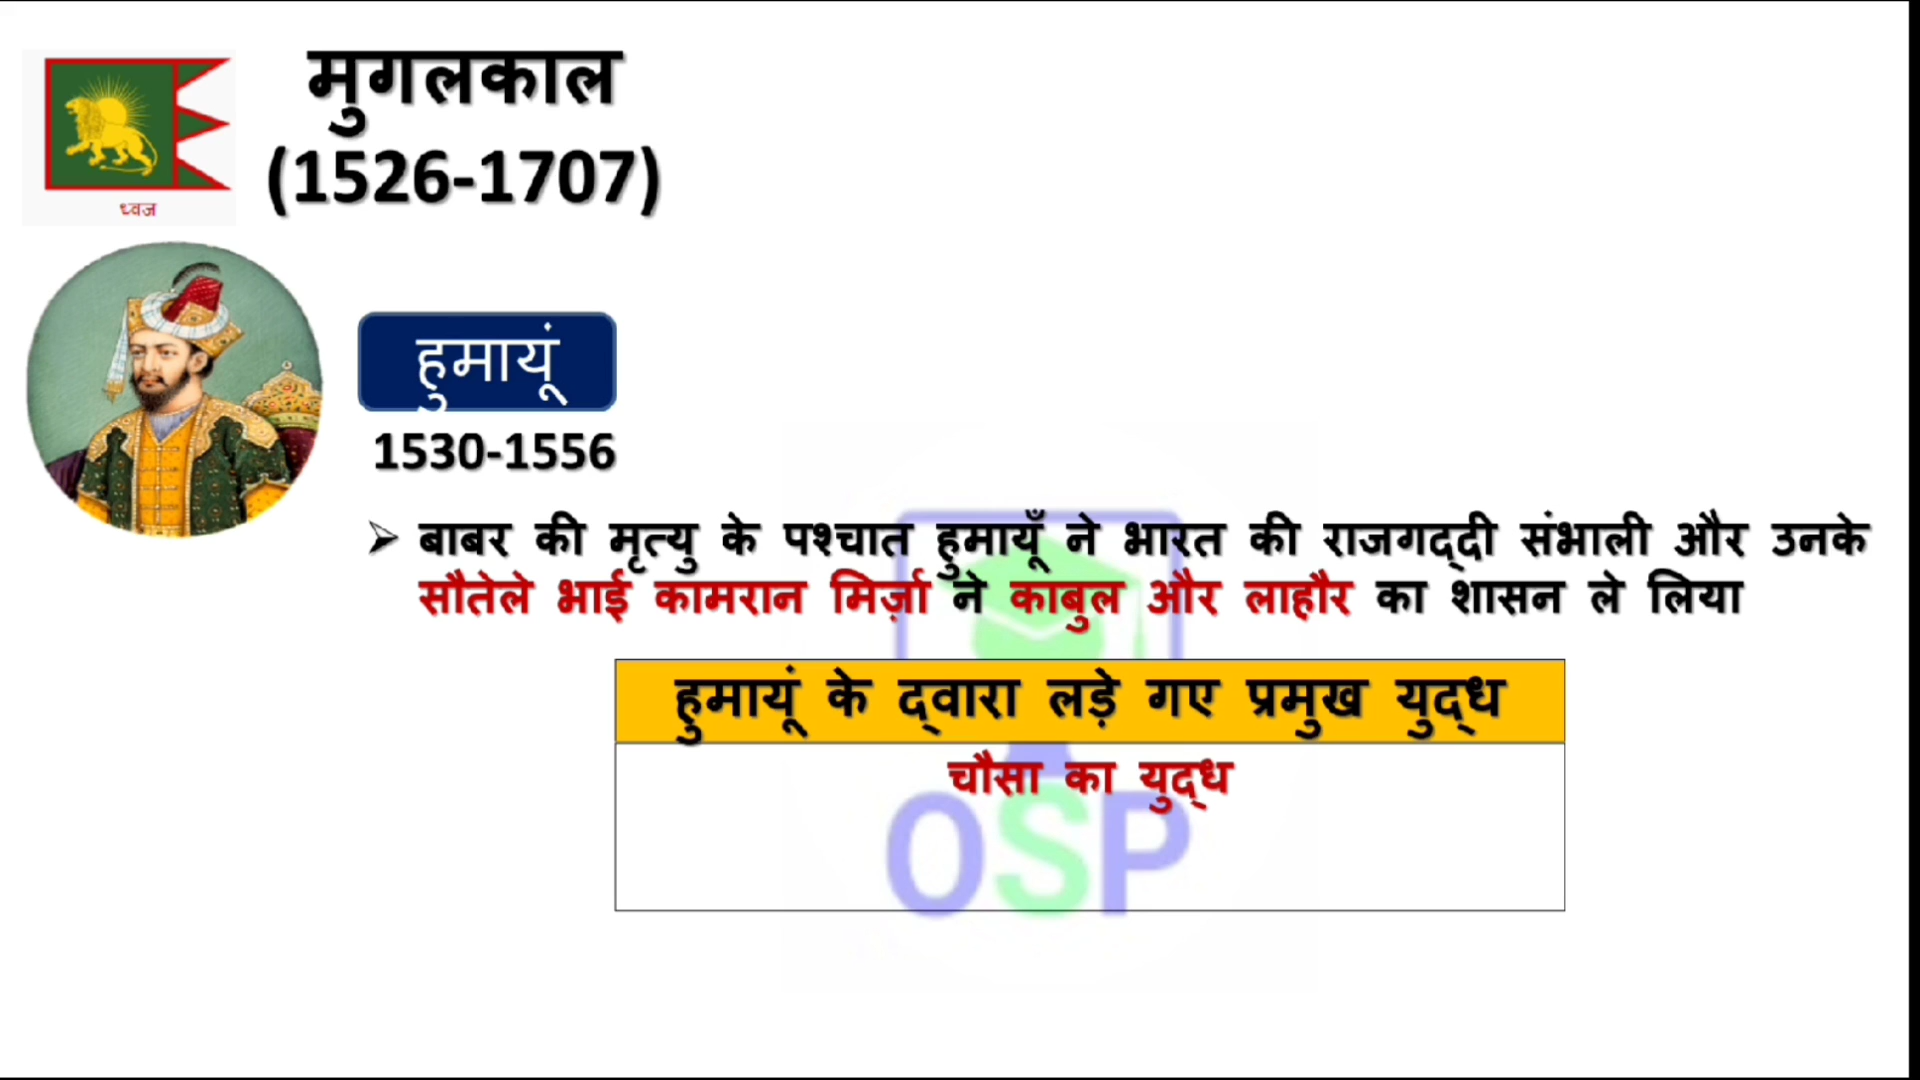 मुगलकाल
(1526-1707)
ध्वज
हुमायूं
1530-1556
➢ बाबर की मृत्यु के पश्चात हुमायूँ ने भारत की राजगद्दी संभाली और उनके
सौतेले भाई कामरान मिर्ज़ा ने काबुल और लाहौर का शासन ले लिया
हुमायूं के द्वारा लड़े गए प्रमुख युद्ध
चौसा का युद्ध
OSP